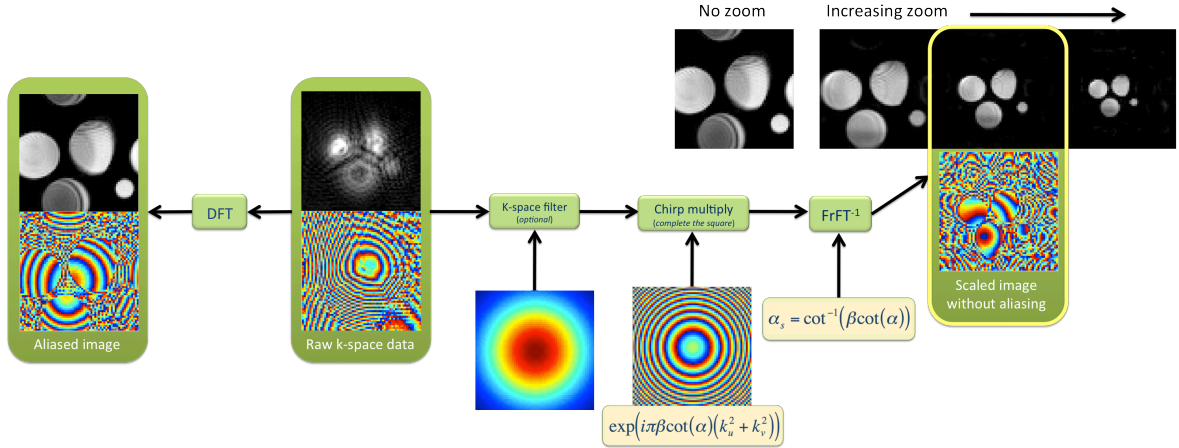 No zoom
Increasing zoom
DFT
K-space filter
(optional)
Chirp multiply
(complete the square)
FrFT⁻¹
Aliased image
Raw k-space data
Scaled image
without aliasing
αₛ = cot⁻¹(βcot(α))
exp(iπβcot(α)(k_u² + k_v²))